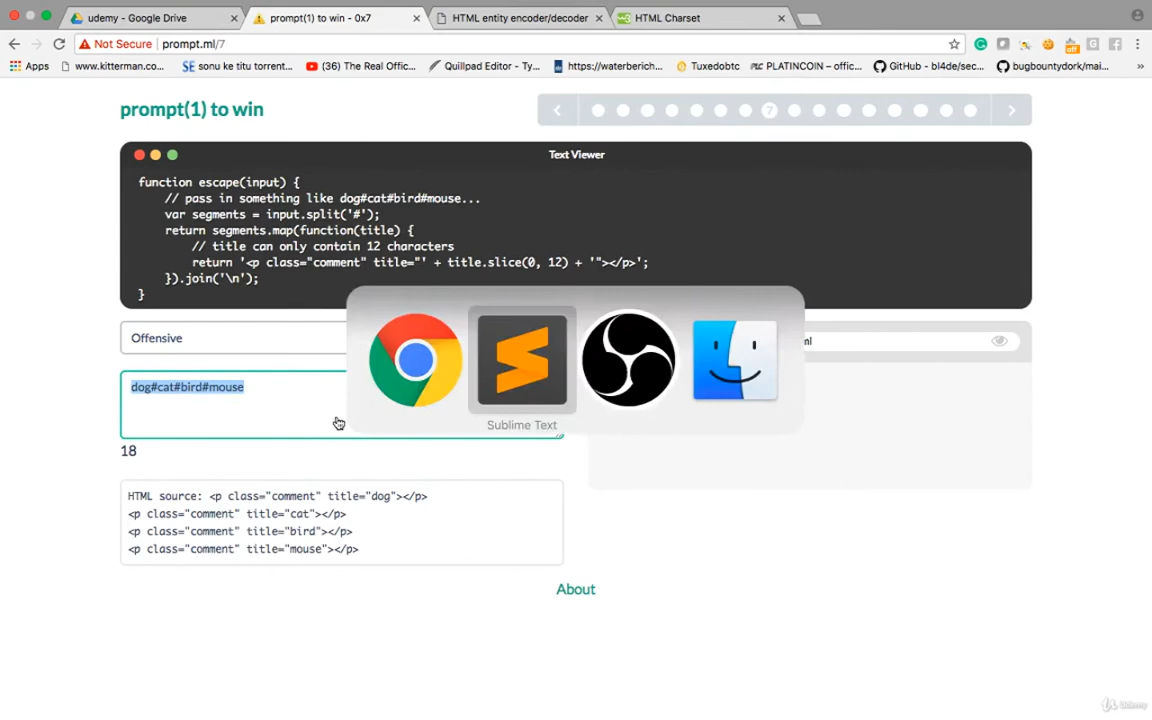 udemy - Google Drive
prompt(1) to win - 0x7
HTML entity encoder/decoder
HTML Charset
Not Secure | prompt.ml/7
Apps
www.kitterman.co...
sonu ke titu torrent...
(36) The Real Offic...
Quillpad Editor - Ty...
https://waterberich...
Tuxedobtc
PLATINCOIN – offic...
GitHub - bl4de/sec...
bugbountydork/mai...
prompt(1) to win
7
Text Viewer
function escape(input) {
// pass in something like dog#cat#bird#mouse...
var segments = input.split('#');
return segments.map(function(title) {
// title can only contain 12 characters
return '<p class="comment" title="' + title.slice(0, 12) + '"></p>';
}).join('\n');
}
Offensive
ml
dog#cat#bird#mouse
Sublime Text
18
HTML source: <p class="comment" title="dog"></p>
<p class="comment" title="cat"></p>
<p class="comment" title="bird"></p>
<p class="comment" title="mouse"></p>
About
Udemy